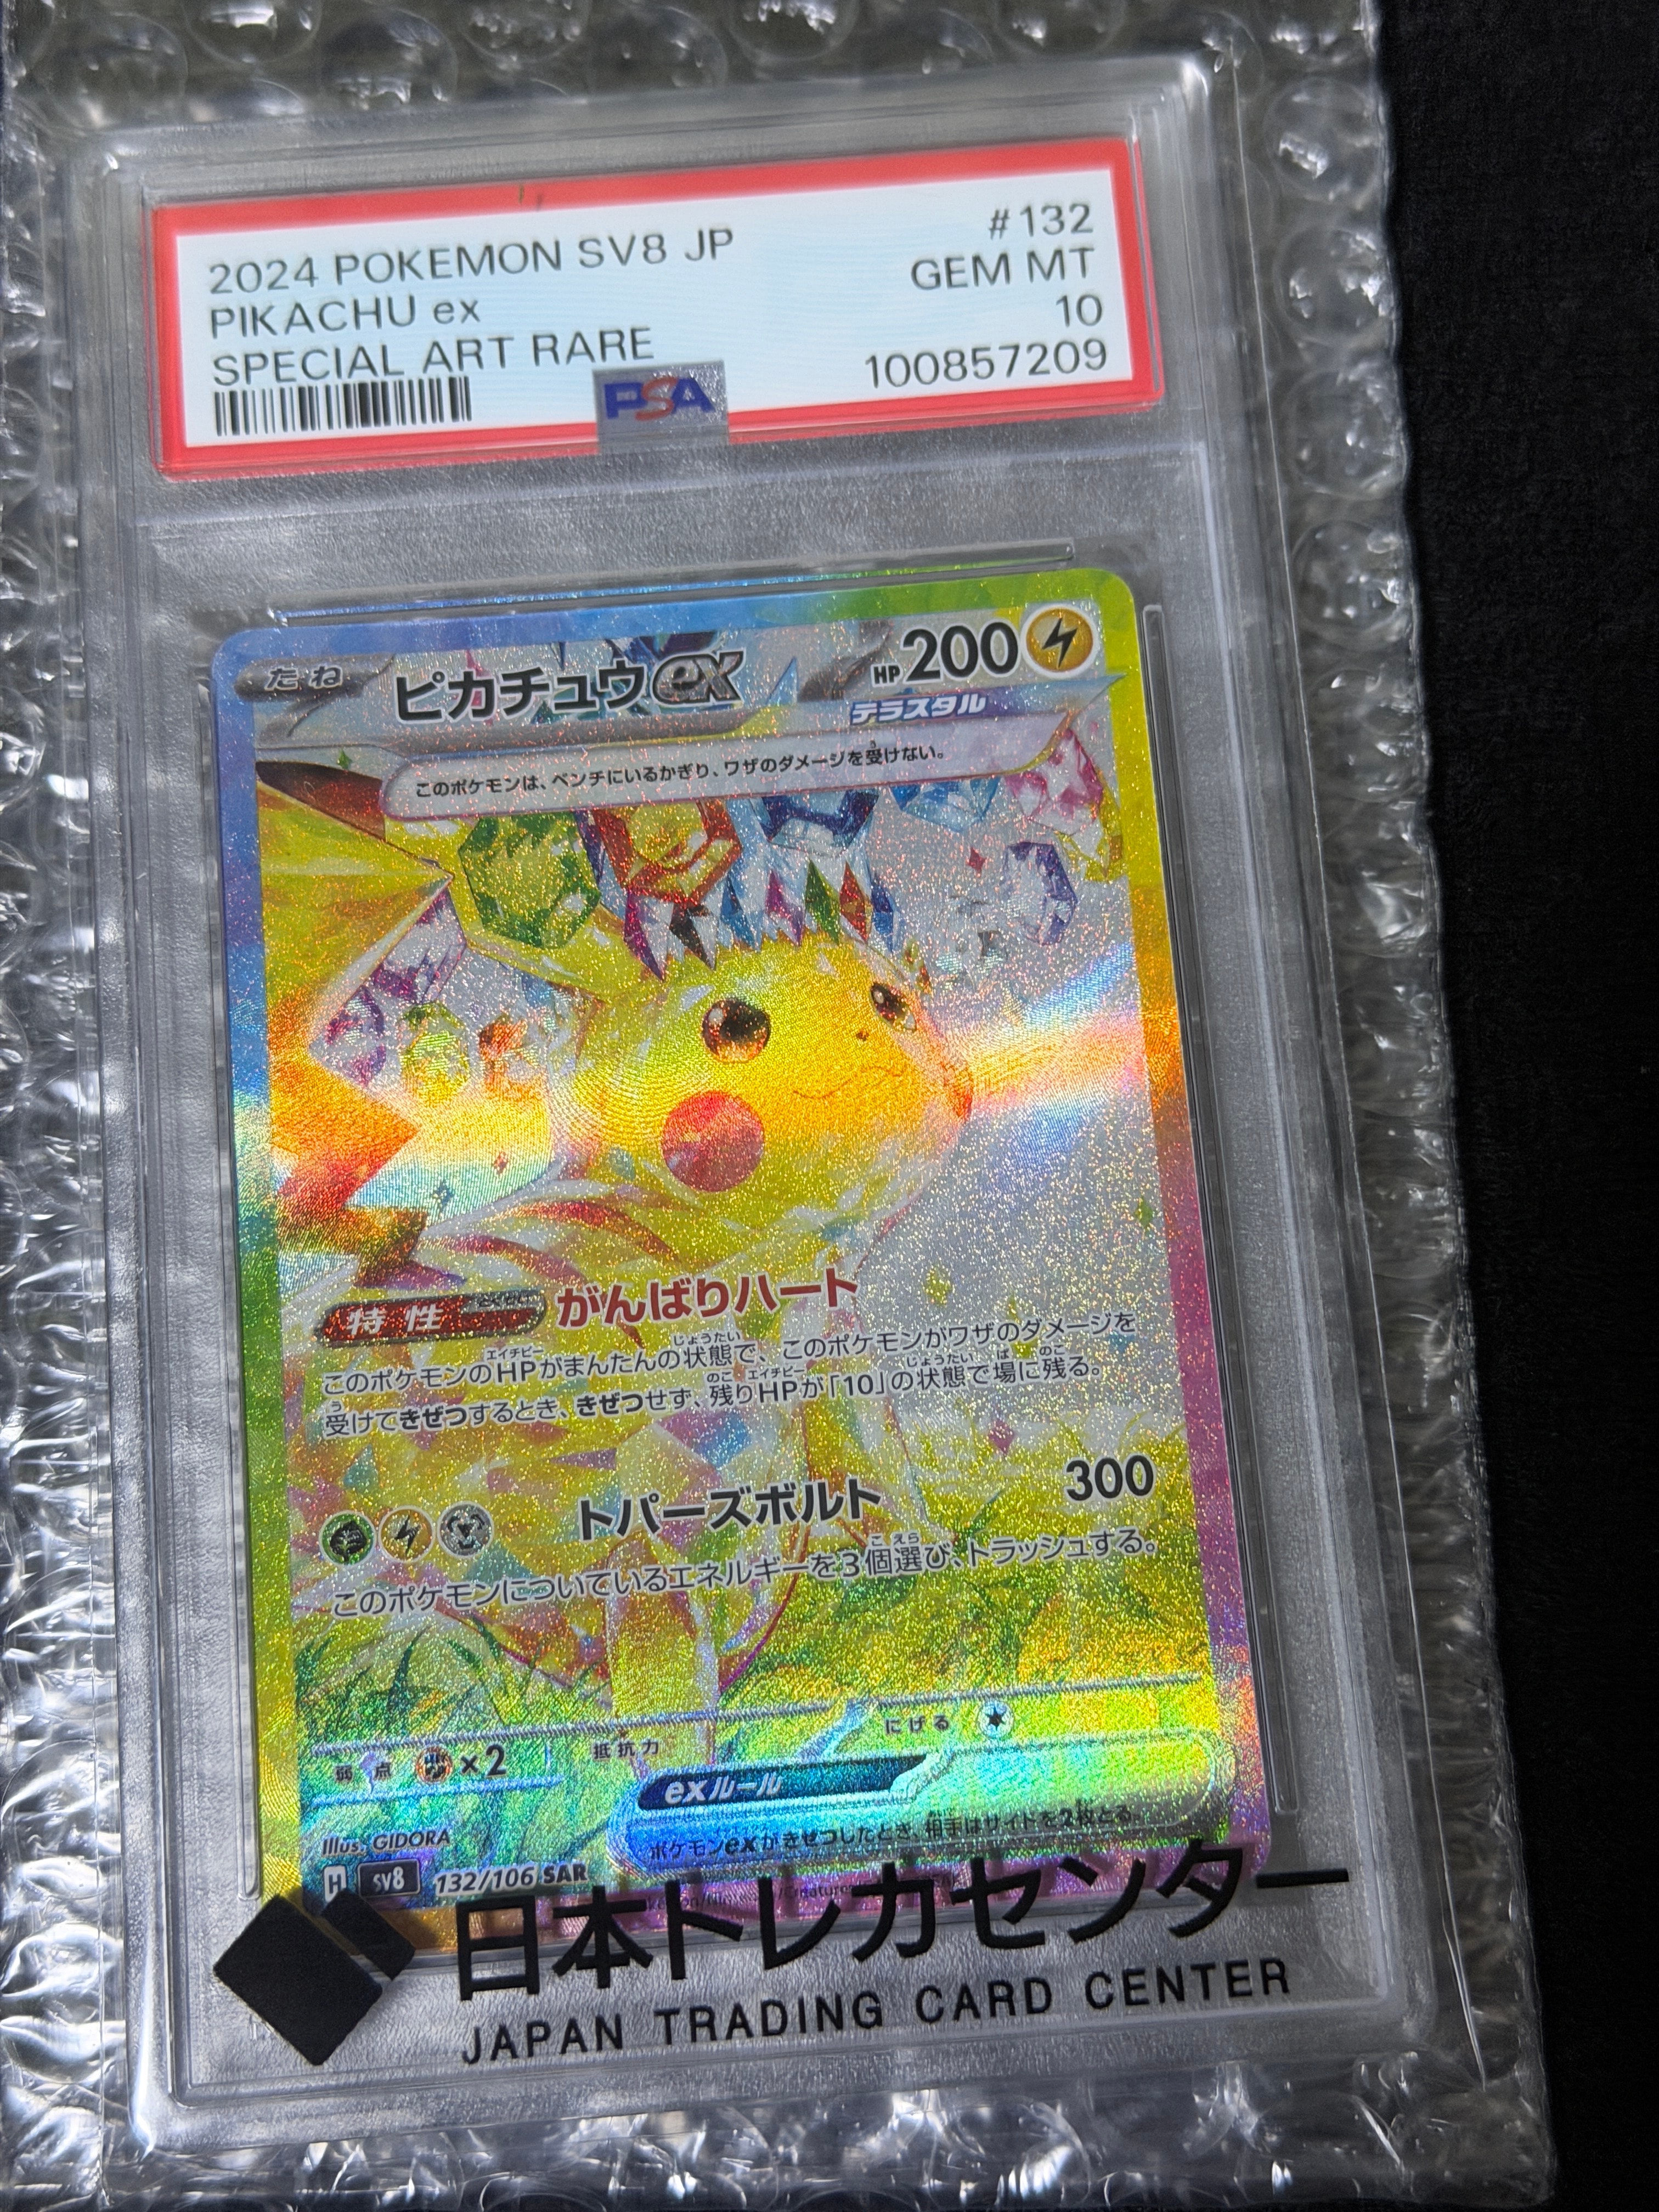 2024 POKEMON SV8 JP
#132
PIKACHU ex
GEM MT
SPECIAL ART RARE
10
PSA
100857209
たね
ピカチュウex
HP200
テラスタル
このポケモンは、ベンチにいるかぎり、ワザのダメージを受けない。
特性
がんばりハート
このポケモンのHPがまんたんの状態で、このポケモンがワザのダメージを
受けてきぜつするとき、きぜつせず、残りHPが「10」の状態で場に残る。
トパーズボルト
300
このポケモンについているエネルギーを3個選び、トラッシュする。
弱点
×2
抵抗力
にげる
exルール
ポケモンexがきぜつしたとき、相手はサイドを2枚とる。
Illus. GIDORA
H sv8 132/106 SAR
日本トレカセンター
JAPAN TRADING CARD CENTER